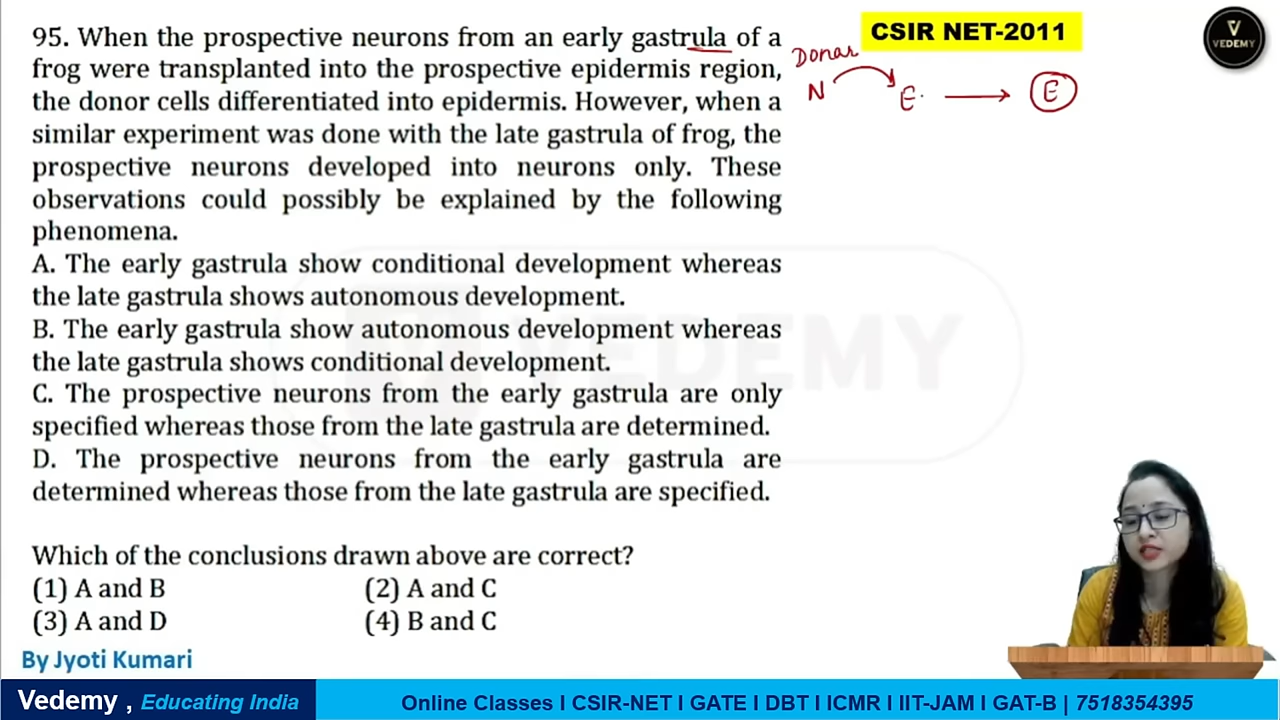 CSIR NET-2011
VEDEMY
95. When the prospective neurons from an early gastrula of a
frog were transplanted into the prospective epidermis region,
the donor cells differentiated into epidermis. However, when a
similar experiment was done with the late gastrula of frog, the
prospective neurons developed into neurons only. These
observations could possibly be explained by the following
phenomena.
Donar
N E. E
A. The early gastrula show conditional development whereas
the late gastrula shows autonomous development.
B. The early gastrula show autonomous development whereas
the late gastrula shows conditional development.
C. The prospective neurons from the early gastrula are only
specified whereas those from the late gastrula are determined.
D. The prospective neurons from the early gastrula are
determined whereas those from the late gastrula are specified.
VEDEMY
Which of the conclusions drawn above are correct?
(1) A and B (2) A and C
(3) A and D (4) B and C
By Jyoti Kumari
Vedemy , Educating India
Online Classes I CSIR-NET I GATE I DBT I ICMR I IIT-JAM I GAT-B | 7518354395